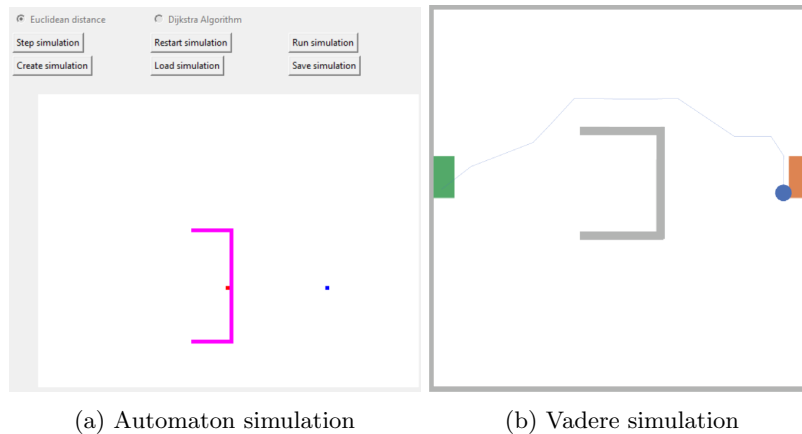 Euclidean distance Dijkstra Algorithm
Step simulation Restart simulation Run simulation
Create simulation Load simulation Save simulation
(a) Automaton simulation (b) Vadere simulation